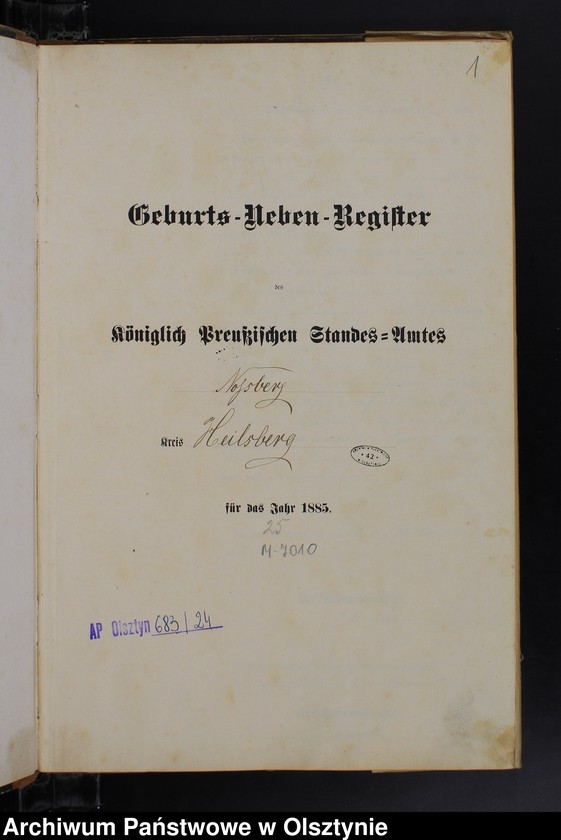 1
Geburts-Neben-Register
des
Königlich Preußischen Standes-Amtes
Noßberg
Kreis Heilsberg
42
für das Jahr 1885.
25
M-7010
AP Olsztyn 683/24
Archiwum Państwowe w Olsztynie